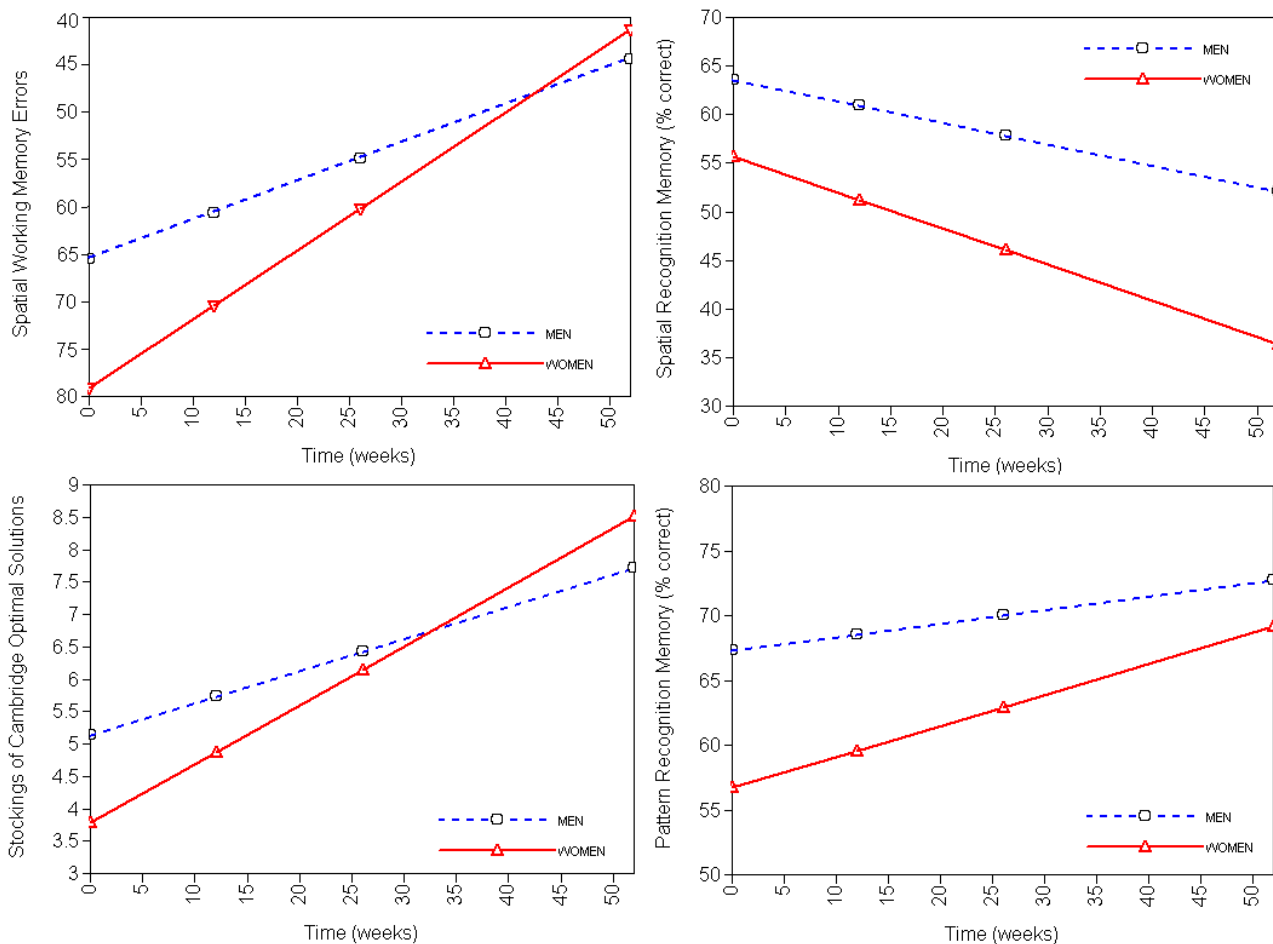 Spatial Working Memory Errors
40
45
50
55
60
65
70
75
80
0 5 10 15 20 25 30 35 40 45 50
Time (weeks)
MEN
WOMEN
Spatial Recognition Memory (% correct)
70
65
60
55
50
45
40
35
30
0 5 10 15 20 25 30 35 40 45 50
Time (weeks)
MEN
WOMEN
Stockings of Cambridge Optimal Solutions
9
8.5
8
7.5
7
6.5
6
5.5
5
4.5
4
3.5
3
0 5 10 15 20 25 30 35 40 45 50
Time (weeks)
MEN
WOMEN
Pattern Recognition Memory (% correct)
80
75
70
65
60
55
50
0 5 10 15 20 25 30 35 40 45 50
Time (weeks)
MEN
WOMEN